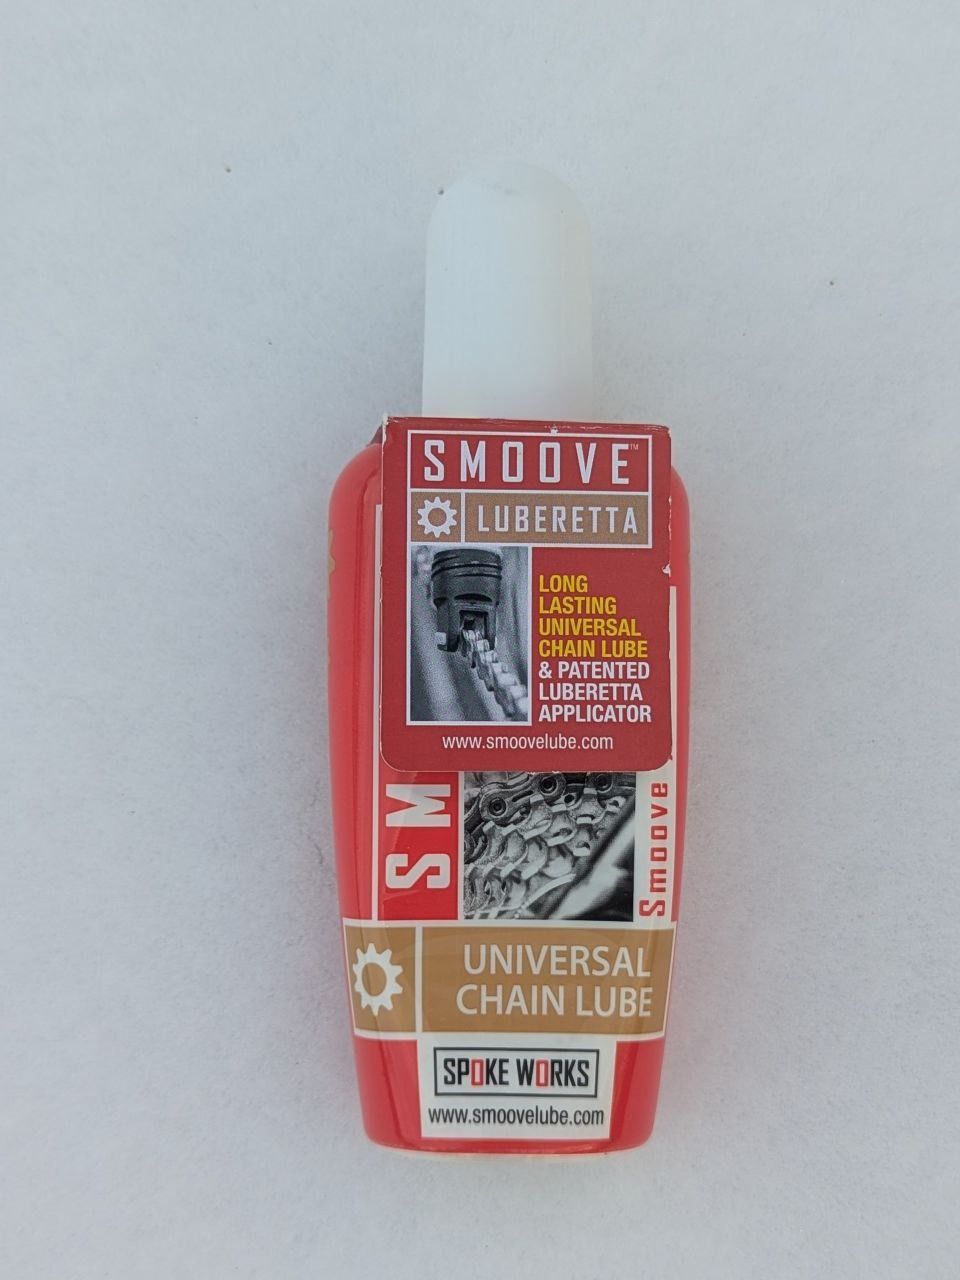 SMOOVE™
LUBERETTA
LONG
LASTING
UNIVERSAL
CHAIN LUBE
& PATENTED
LUBERETTA
APPLICATOR
www.smoovelube.com
SM
Smoove
UNIVERSAL
CHAIN LUBE
SPOKE WORKS
www.smoovelube.com